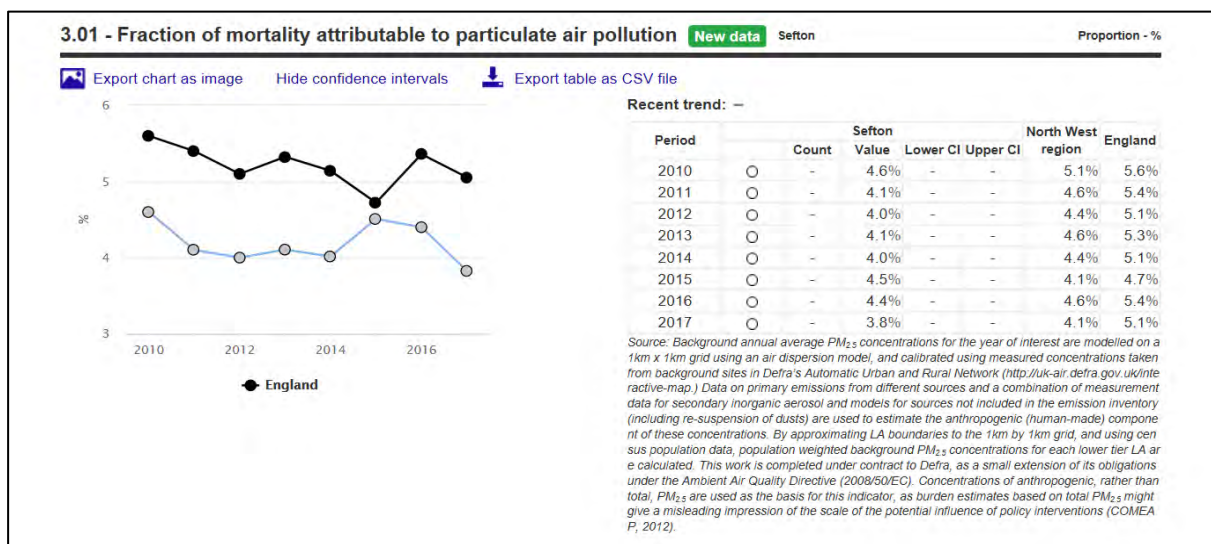 3.01 - Fraction of mortality attributable to particulate air pollution New data Sefton Proportion - %
Export chart as image Hide confidence intervals Export table as CSV file
6
5
%
4
3
2010 2012 2014 2016
England
Recent trend: –
Period Sefton North West region England
Count Value Lower CI Upper CI
2010 - 4.6% - - 5.1% 5.6%
2011 - 4.1% - - 4.6% 5.4%
2012 - 4.0% - - 4.4% 5.1%
2013 - 4.1% - - 4.6% 5.3%
2014 - 4.0% - - 4.4% 5.1%
2015 - 4.5% - - 4.1% 4.7%
2016 - 4.4% - - 4.6% 5.4%
2017 - 3.8% - - 4.1% 5.1%
Source: Background annual average PM2.5 concentrations for the year of interest are modelled on a
1km x 1km grid using an air dispersion model, and calibrated using measured concentrations taken
from background sites in Defra's Automatic Urban and Rural Network (http://uk-air.defra.gov.uk/inte
ractive-map.) Data on primary emissions from different sources and a combination of measurement
data for secondary inorganic aerosol and models for sources not included in the emission inventory
(including re-suspension of dusts) are used to estimate the anthropogenic (human-made) compone
nt of these concentrations. By approximating LA boundaries to the 1km by 1km grid, and using cen
sus population data, population weighted background PM2.5 concentrations for each lower tier LA ar
e calculated. This work is completed under contract to Defra, as a small extension of its obligations
under the Ambient Air Quality Directive (2008/50/EC). Concentrations of anthropogenic, rather than
total, PM2.5 are used as the basis for this indicator, as burden estimates based on total PM2.5 might
give a misleading impression of the scale of the potential influence of policy interventions (COMEA
P, 2012).